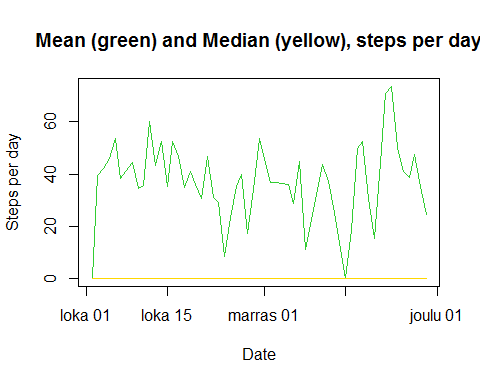 Mean (green) and Median (yellow), steps per day
Steps per day
60
40
20
0
loka 01
loka 15
marras 01
joulu 01
Date